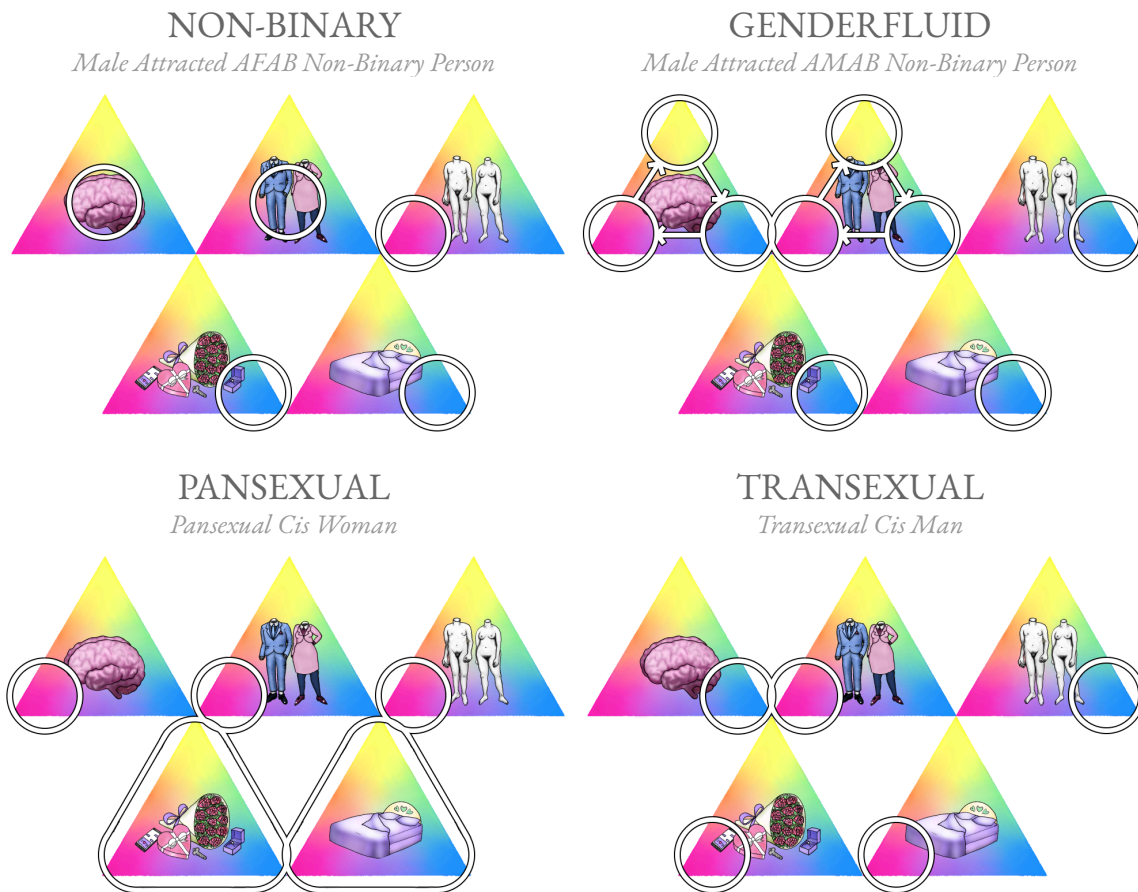 NON-BINARY
Male Attracted AFAB Non-Binary Person
GENDERFLUID
Male Attracted AMAB Non-Binary Person
PANSEXUAL
Pansexual Cis Woman
TRANSEXUAL
Transexual Cis Man